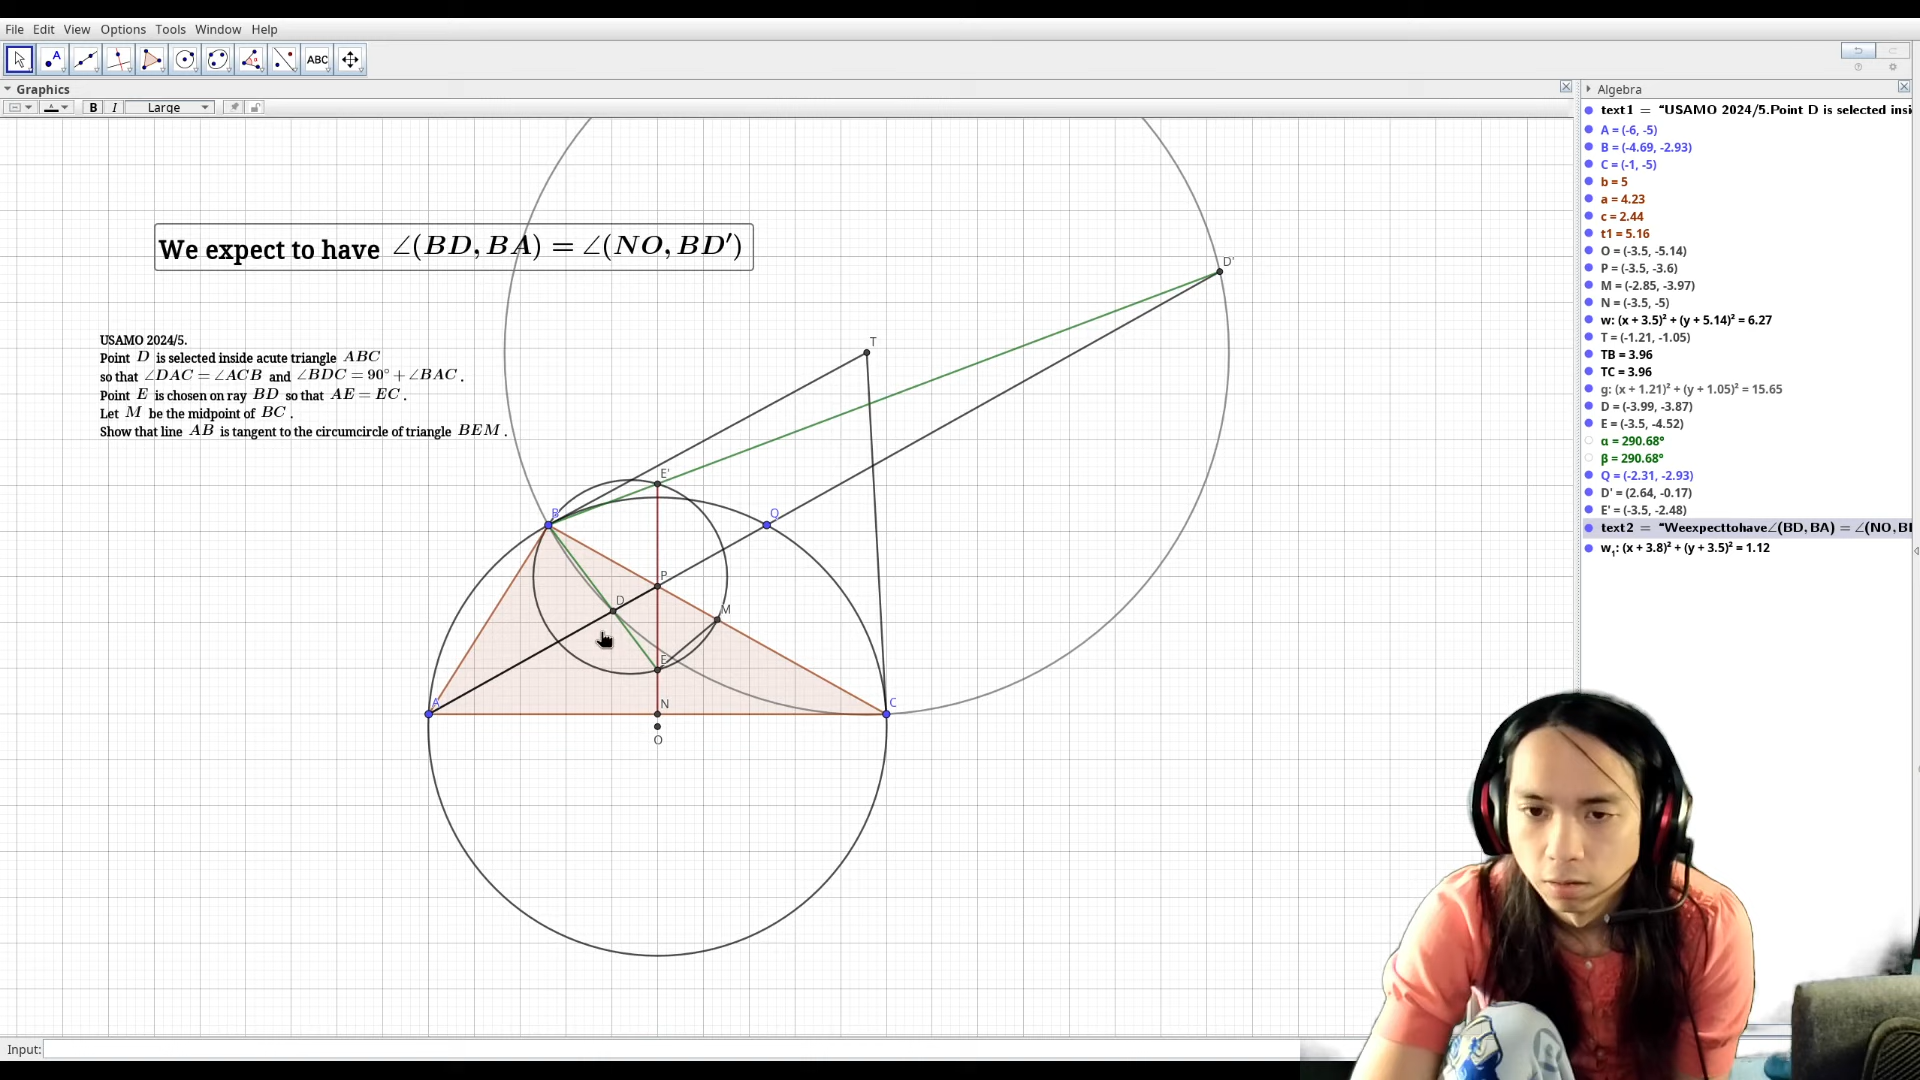 File Edit View Options Tools Window Help
A ABC
Graphics
Algebra
B I Large
text1 = “USAMO 2024/5.Point D is selected insi
A = (-6, -5)
B = (-4.69, -2.93)
C = (-1, -5)
b = 5
a = 4.23
c = 2.44
t1 = 5.16
O = (-3.5, -5.14)
P = (-3.5, -3.6)
M = (-2.85, -3.97)
N = (-3.5, -5)
w: (x + 3.5)² + (y + 5.14)² = 6.27
T = (-1.21, -1.05)
TB = 3.96
TC = 3.96
g: (x + 1.21)² + (y + 1.05)² = 15.65
D = (-3.99, -3.87)
E = (-3.5, -4.52)
α = 290.68°
β = 290.68°
Q = (-2.31, -2.93)
D' = (2.64, -0.17)
E' = (-3.5, -2.48)
text2 = “Weexpecttohave∠(BD, BA) = ∠(NO, BI
w₁: (x + 3.8)² + (y + 3.5)² = 1.12
We expect to have ∠(BD, BA) = ∠(NO, BD′)
USAMO 2024/5.
Point D is selected inside acute triangle ABC
so that ∠DAC = ∠ACB and ∠BDC = 90° + ∠BAC.
Point E is chosen on ray BD so that AE = EC.
Let M be the midpoint of BC.
Show that line AB is tangent to the circumcircle of triangle BEM.
D'
T
E'
B
Q
P
D
M
E
A
N
C
O
Input: